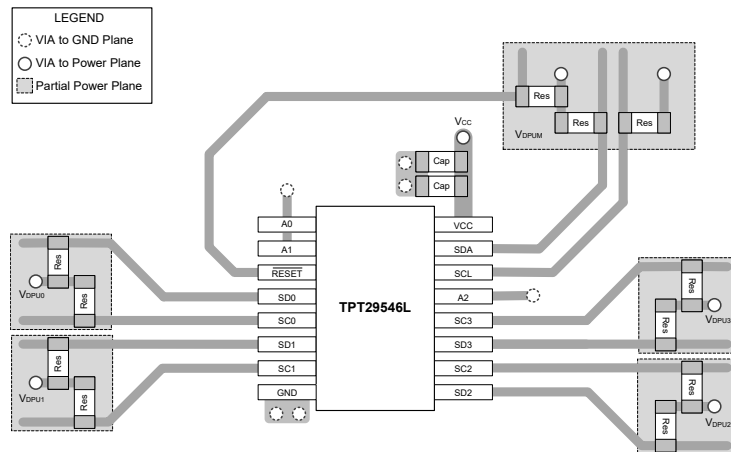 LEGEND
VIA to GND Plane
VIA to Power Plane
Partial Power Plane
Res
Res
Res
VDPUM
VCC
Cap
Cap
A0
A1
RESET
SD0
SC0
SD1
SC1
GND
TPT29546L
VCC
SDA
SCL
A2
SC3
SD3
SC2
SD2
Res
Res
VDPU0
Res
Res
VDPU1
Res
Res
VDPU3
Res
Res
VDPU2